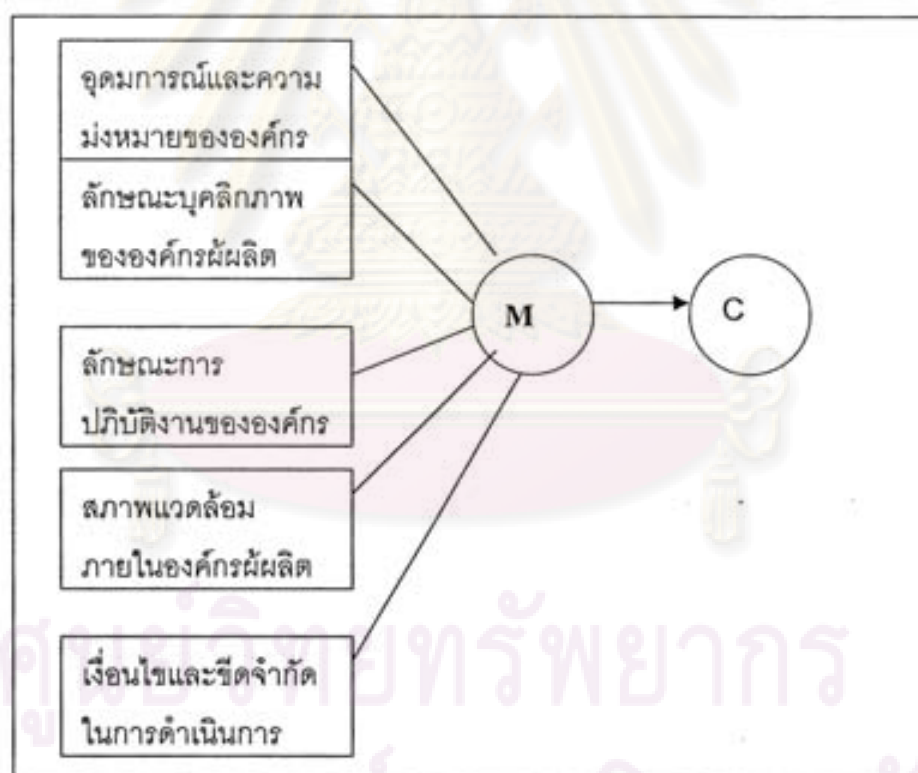 อุดมการณ์และความ
ม่งหมายขององค์กร
ลักษณะบุคลิกภาพ
ขององค์กรผ้ผลิต
M
C
ลักษณะการ
ปฏิบัติงานขององค์กร
สภาพแวดล้อม
ภายในองค์กรผ้ผลิต
เงื่อนไขและขีดจำกัด
ในการดำเนินการ
ศูนย์วิทยทรัพยากร